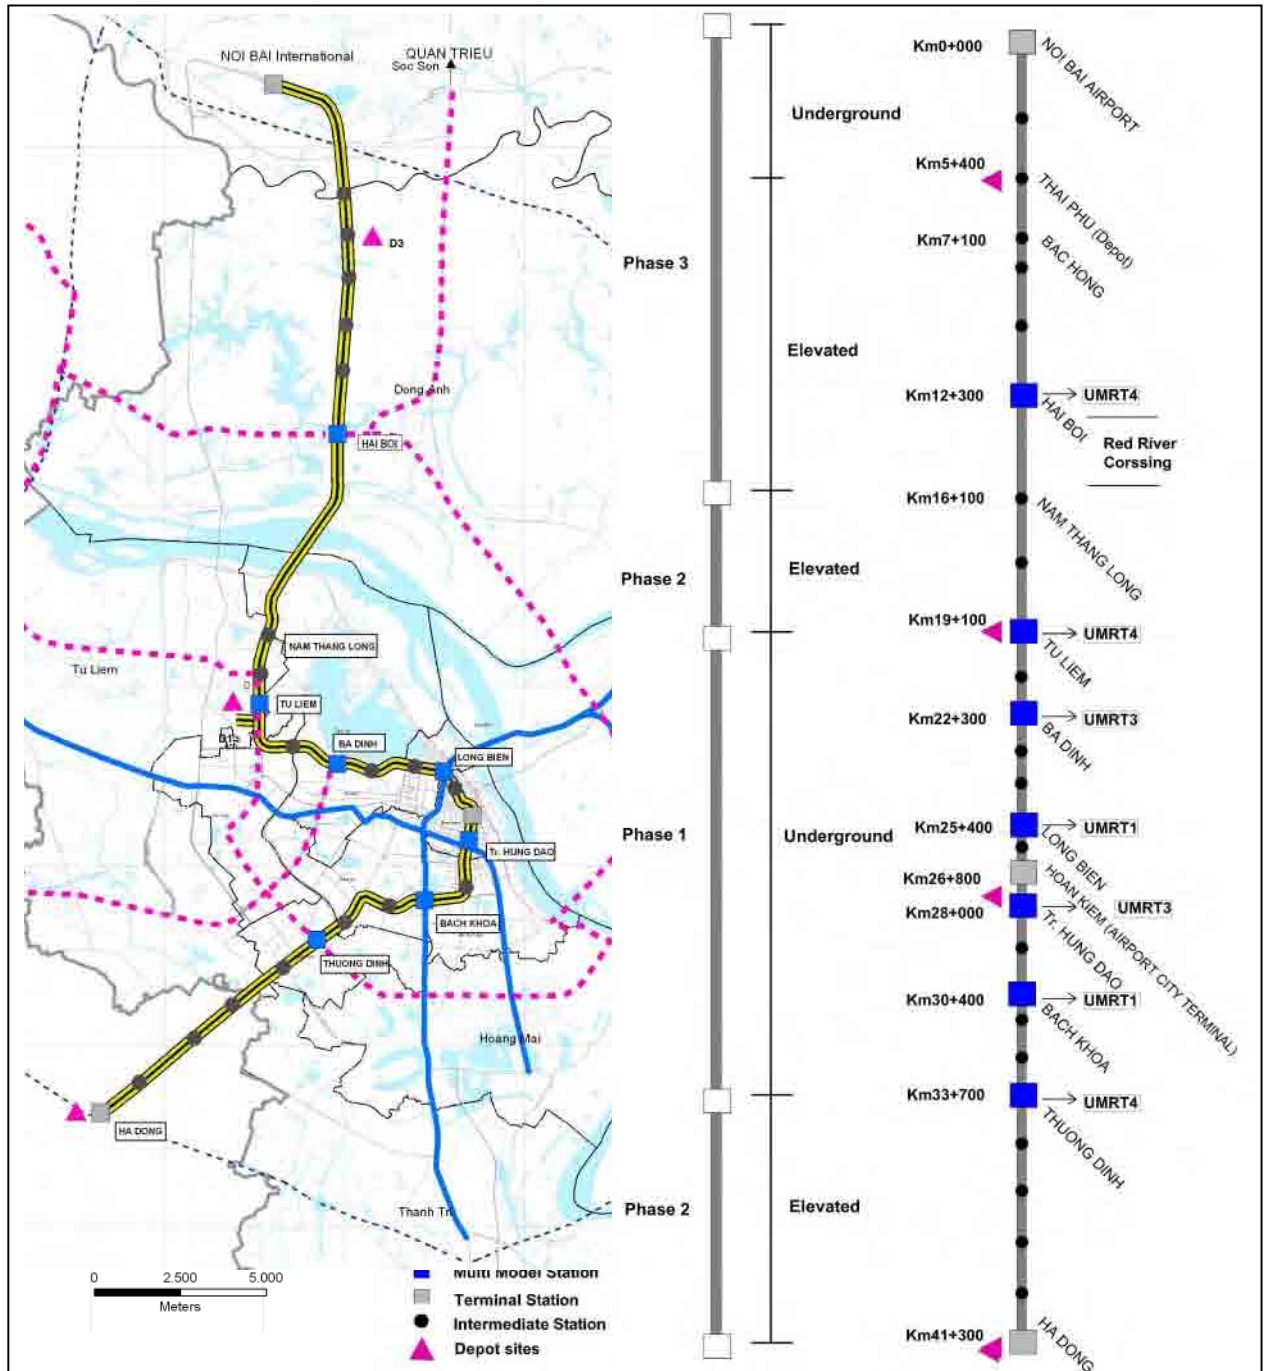 NOI BAI International
QUAN TRIEU
Soc Son
D3
Dong Anh
HAI BOI
NAM THANG LONG
Tu Liem
TU LIEM
D1
BA DINH
LONG BIEN
Tr. HUNG DAO
BACH KHOA
THUONG DINH
Hoang Mai
HA DONG
Thanh Tri
0 2.500 5.000
Meters
Multi Model Station
Terminal Station
Intermediate Station
Depot sites
Phase 3
Phase 2
Phase 1
Phase 2
Underground
Elevated
Elevated
Underground
Elevated
Km0+000
NOI BAI AIRPORT
Km5+400
THAI PHU (Depot)
Km7+100
BAC HONG
Km12+300
UMRT4
HAI BOI
Red River
Corssing
Km16+100
NAM THANG LONG
Km19+100
UMRT4
TU LIEM
Km22+300
UMRT3
BA DINH
Km25+400
UMRT1
LONG BIEN
Km26+800
HOAN KIEM (AIRPORT CITY TERMINAL)
Km28+000
UMRT3
Tr. HUNG DAO
Km30+400
UMRT1
BACH KHOA
Km33+700
UMRT4
THUONG DINH
Km41+300
HA DONG